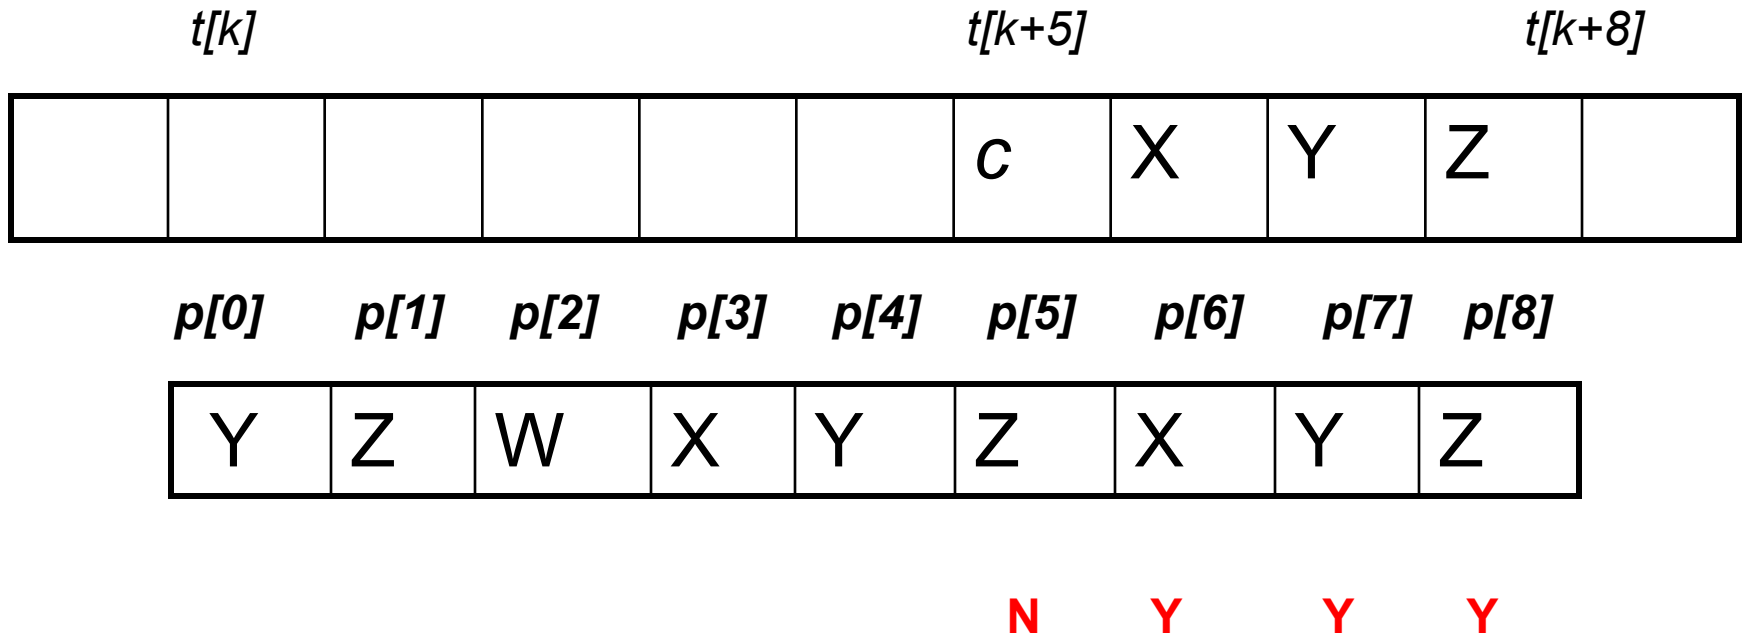 t[k] t[k+5] t[k+8]
c X Y Z
p[0] p[1] p[2] p[3] p[4] p[5] p[6] p[7] p[8]
Y Z W X Y Z X Y Z
N Y Y Y